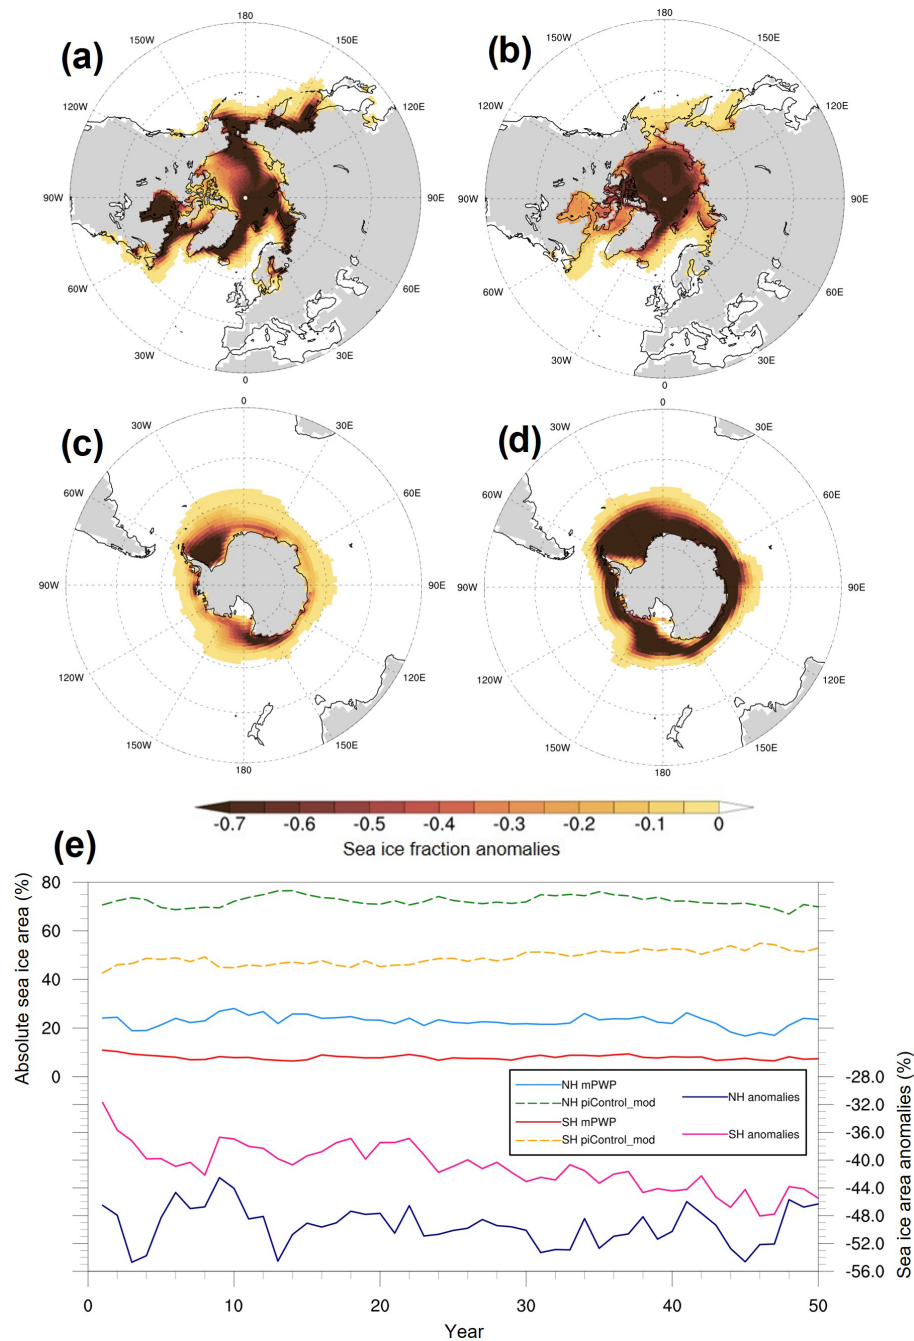 (a)
180
150W
150E
120W
120E
90W
90E
60W
60E
30W
30E
0
(b)
180
150W
150E
120W
120E
90W
90E
60W
60E
30W
30E
0
(c)
0
30W
30E
60W
60E
90W
90E
120W
120E
150W
150E
180
(d)
0
30W
30E
60W
60E
90W
90E
120W
120E
150W
150E
180
-0.7 -0.6 -0.5 -0.4 -0.3 -0.2 -0.1 0
Sea ice fraction anomalies
(e)
Absolute sea ice area (%)
80
60
40
20
0
NH mPWP
NH piControl_mod
SH mPWP
SH piControl_mod
NH anomalies
SH anomalies
-28.0
-32.0
-36.0
-40.0
-44.0
-48.0
-52.0
-56.0
Sea ice area anomalies (%)
0 10 20 30 40 50
Year